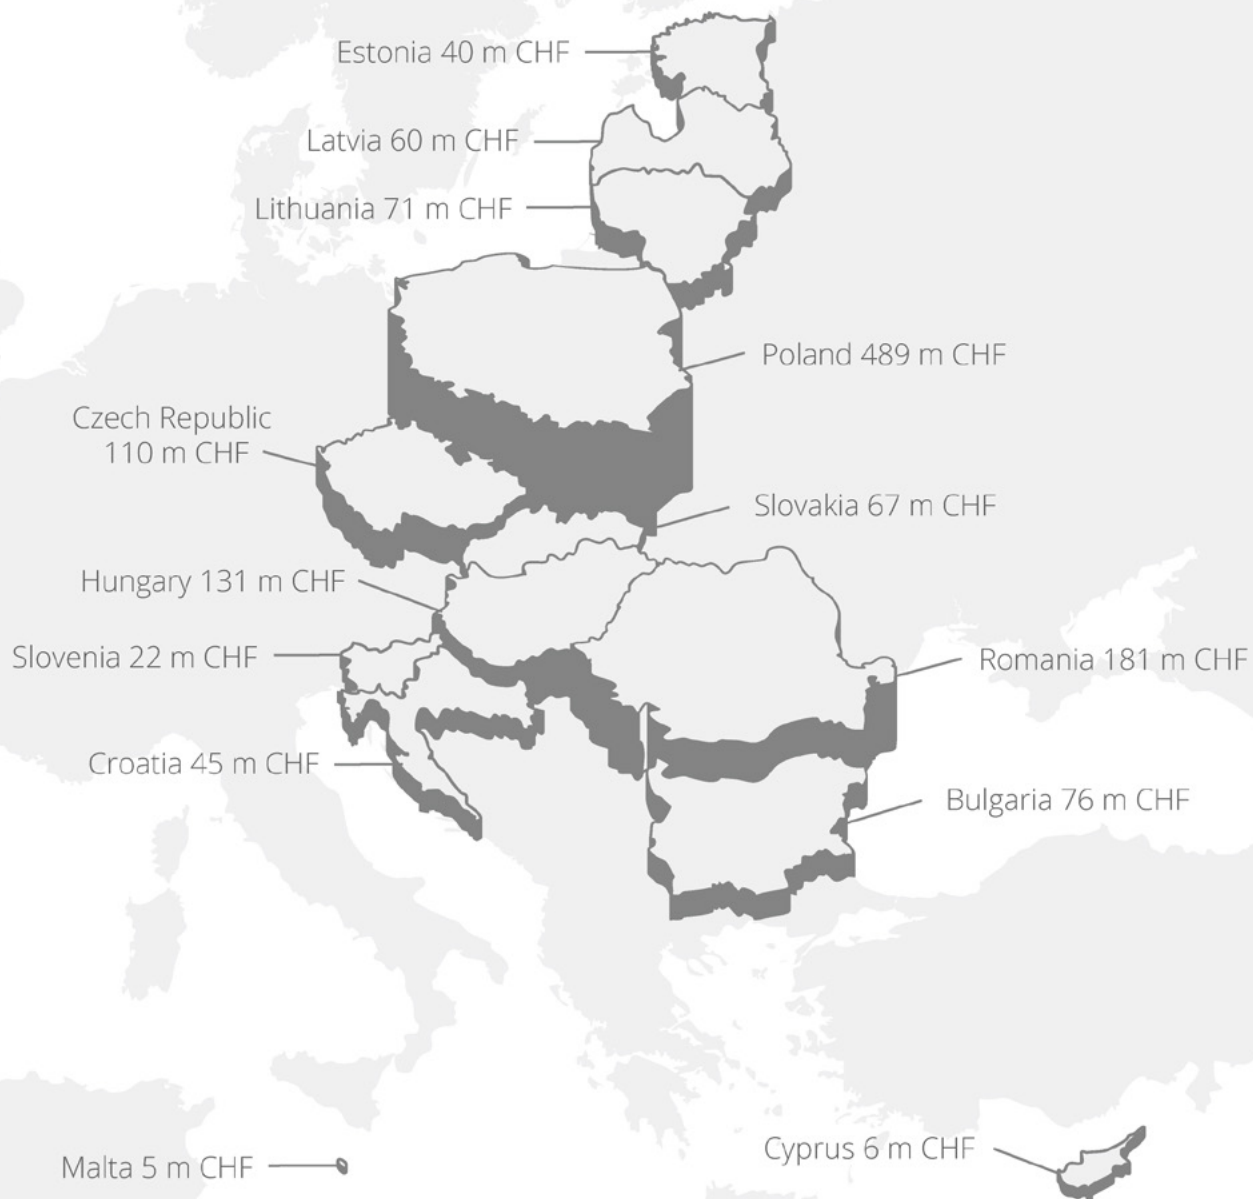 Estonia 40 m CHF
Latvia 60 m CHF
Lithuania 71 m CHF
Poland 489 m CHF
Czech Republic
110 m CHF
Slovakia 67 m CHF
Hungary 131 m CHF
Slovenia 22 m CHF
Romania 181 m CHF
Croatia 45 m CHF
Bulgaria 76 m CHF
Cyprus 6 m CHF
Malta 5 m CHF